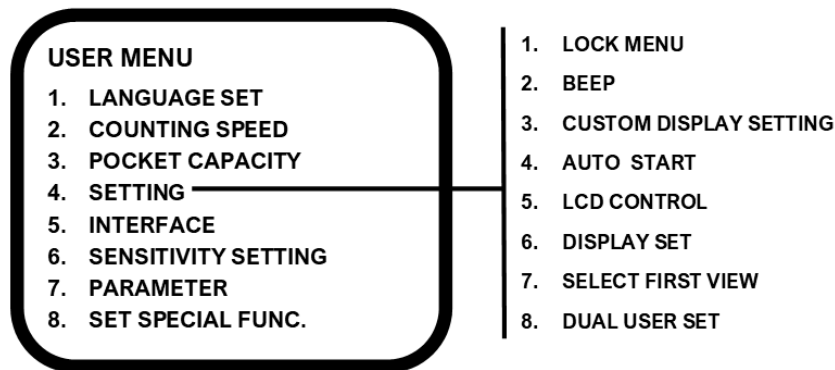 USER MENU
1. LANGUAGE SET
2. COUNTING SPEED
3. POCKET CAPACITY
4. SETTING
5. INTERFACE
6. SENSITIVITY SETTING
7. PARAMETER
8. SET SPECIAL FUNC.
1. LOCK MENU
2. BEEP
3. CUSTOM DISPLAY SETTING
4. AUTO START
5. LCD CONTROL
6. DISPLAY SET
7. SELECT FIRST VIEW
8. DUAL USER SET